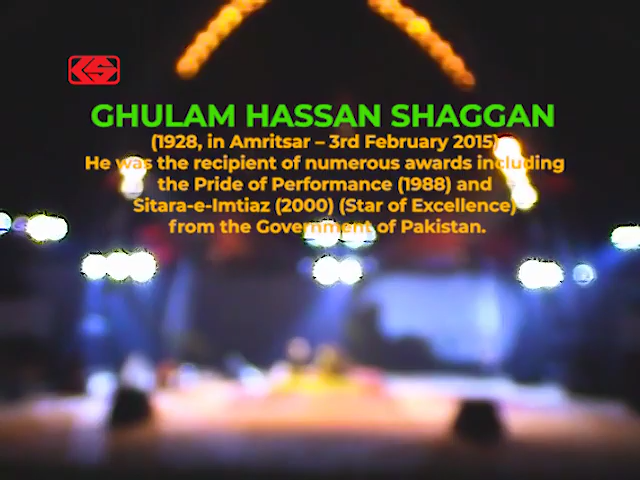 KS
GHULAM HASSAN SHAGGAN
(1928, in Amritsar – 3rd February 2015)
He was the recipient of numerous awards including
the Pride of Performance (1988) and
Sitara-e-Imtiaz (2000) (Star of Excellence)
from the Government of Pakistan.